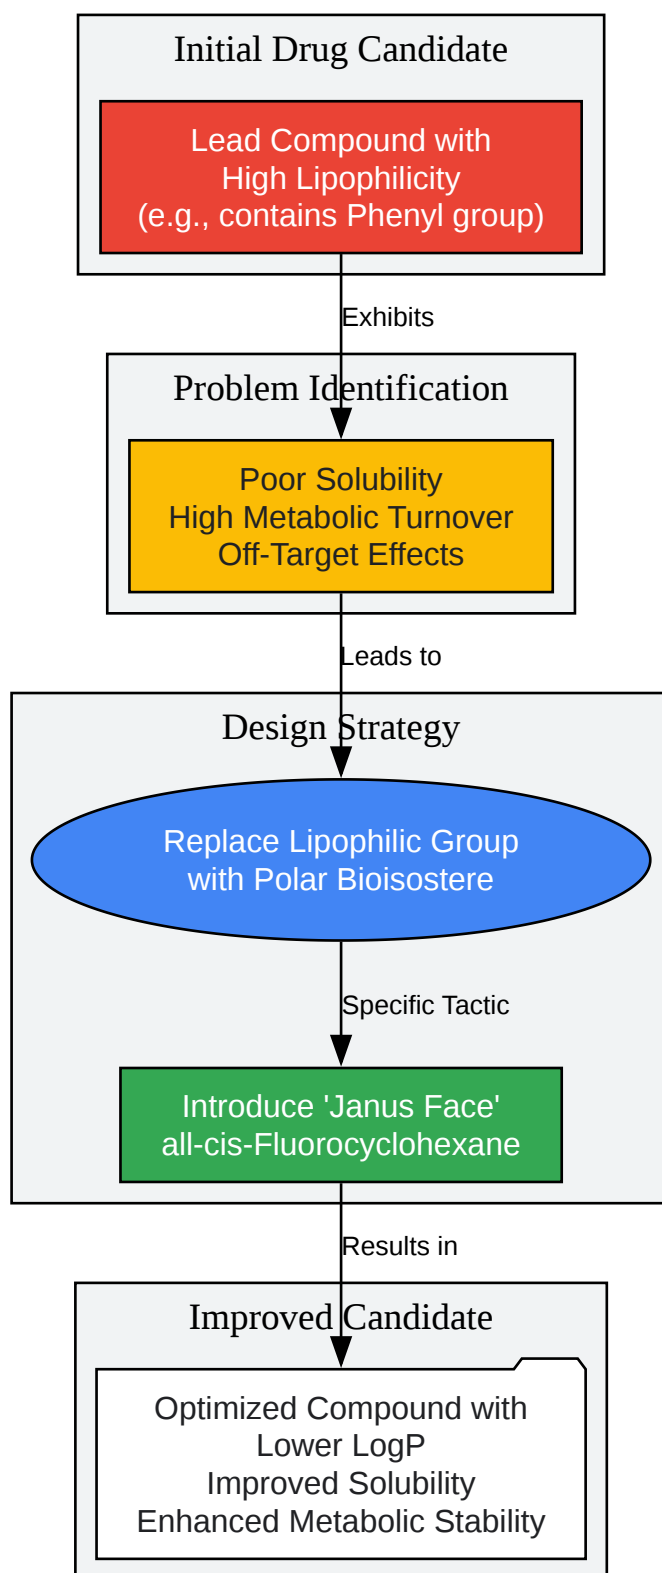 Initial Drug Candidate
Lead Compound with
High Lipophilicity
(e.g., contains Phenyl group)
Exhibits
Problem Identification
Poor Solubility
High Metabolic Turnover
Off-Target Effects
Leads to
Design Strategy
Replace Lipophilic Group
with Polar Bioisostere
Specific Tactic
Introduce 'Janus Face'
all-cis-Fluorocyclohexane
Results in
Improved Candidate
Optimized Compound with
Lower LogP
Improved Solubility
Enhanced Metabolic Stability